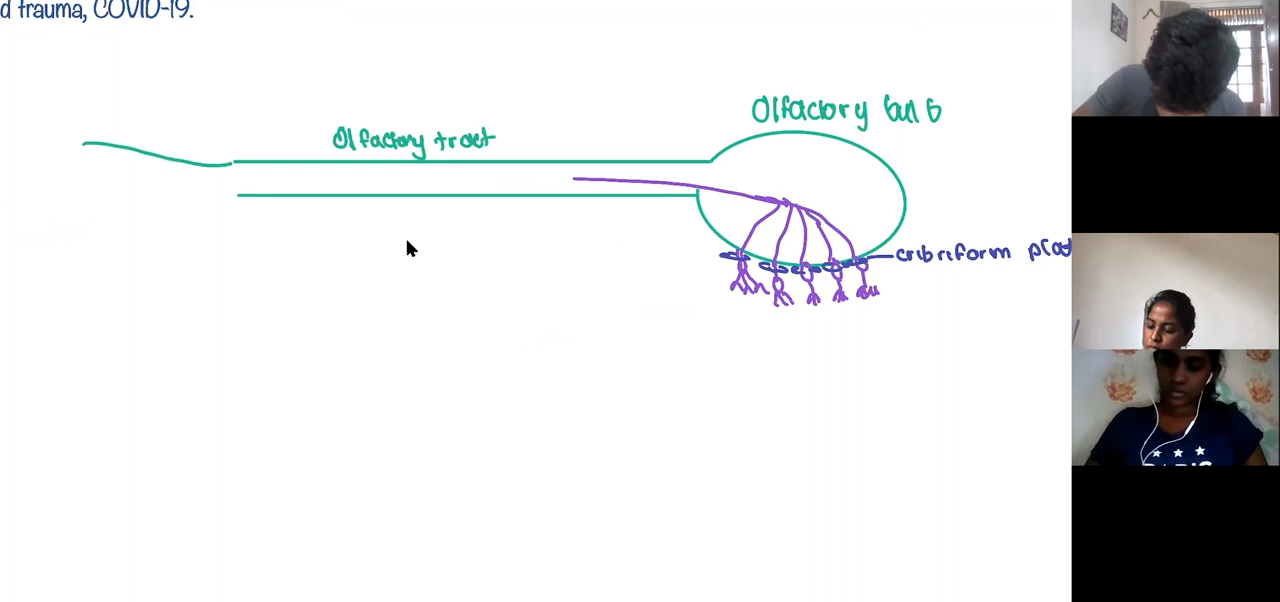 d trauma, COVID-19.
Olfactory bulb
Olfactory tract
cribriform plat